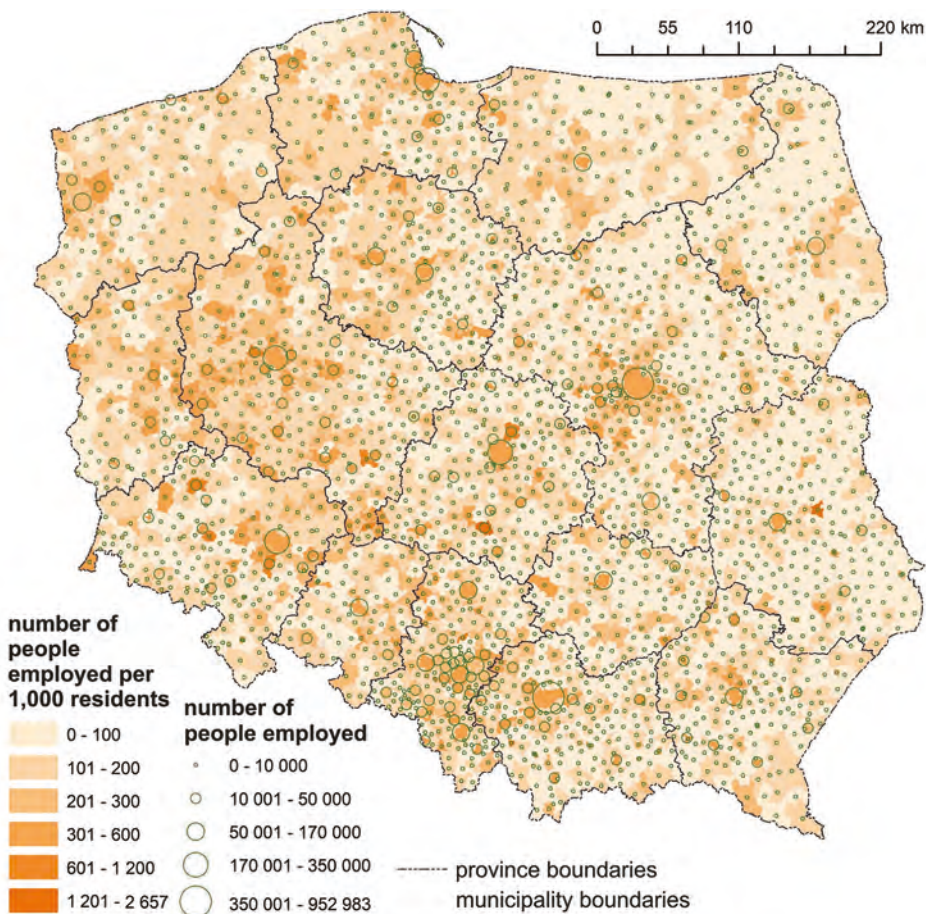 0 55 110 220 km
number of
people
employed per
1,000 residents
0 - 100
101 - 200
201 - 300
301 - 600
601 - 1 200
1 201 - 2 657
number of
people employed
0 - 10 000
10 001 - 50 000
50 001 - 170 000
170 001 - 350 000
350 001 - 952 983
province boundaries
municipality boundaries